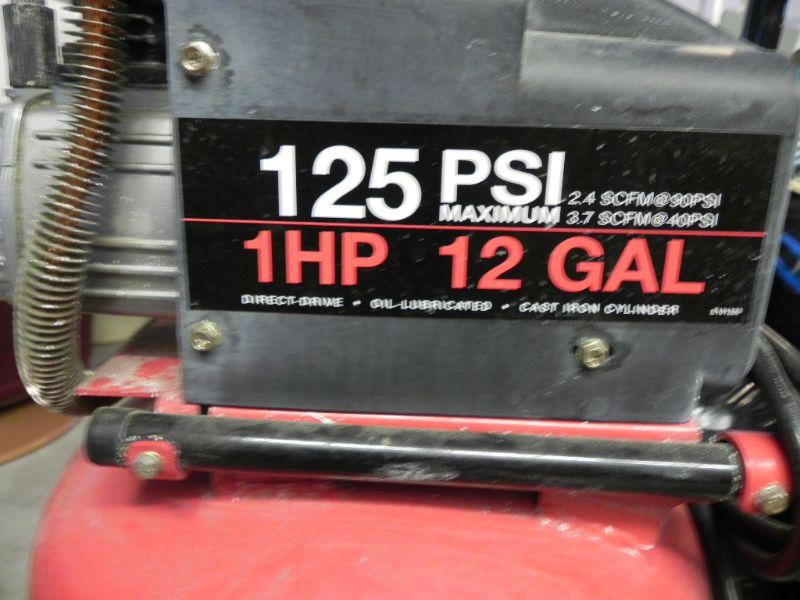 125 PSI
MAXIMUM
2.4 SCFM@90PSI
3.7 SCFM@40PSI
1HP 12 GAL
DIRECT-DRIVE - OIL-LUBRICATED - CAST IRON CYLINDER